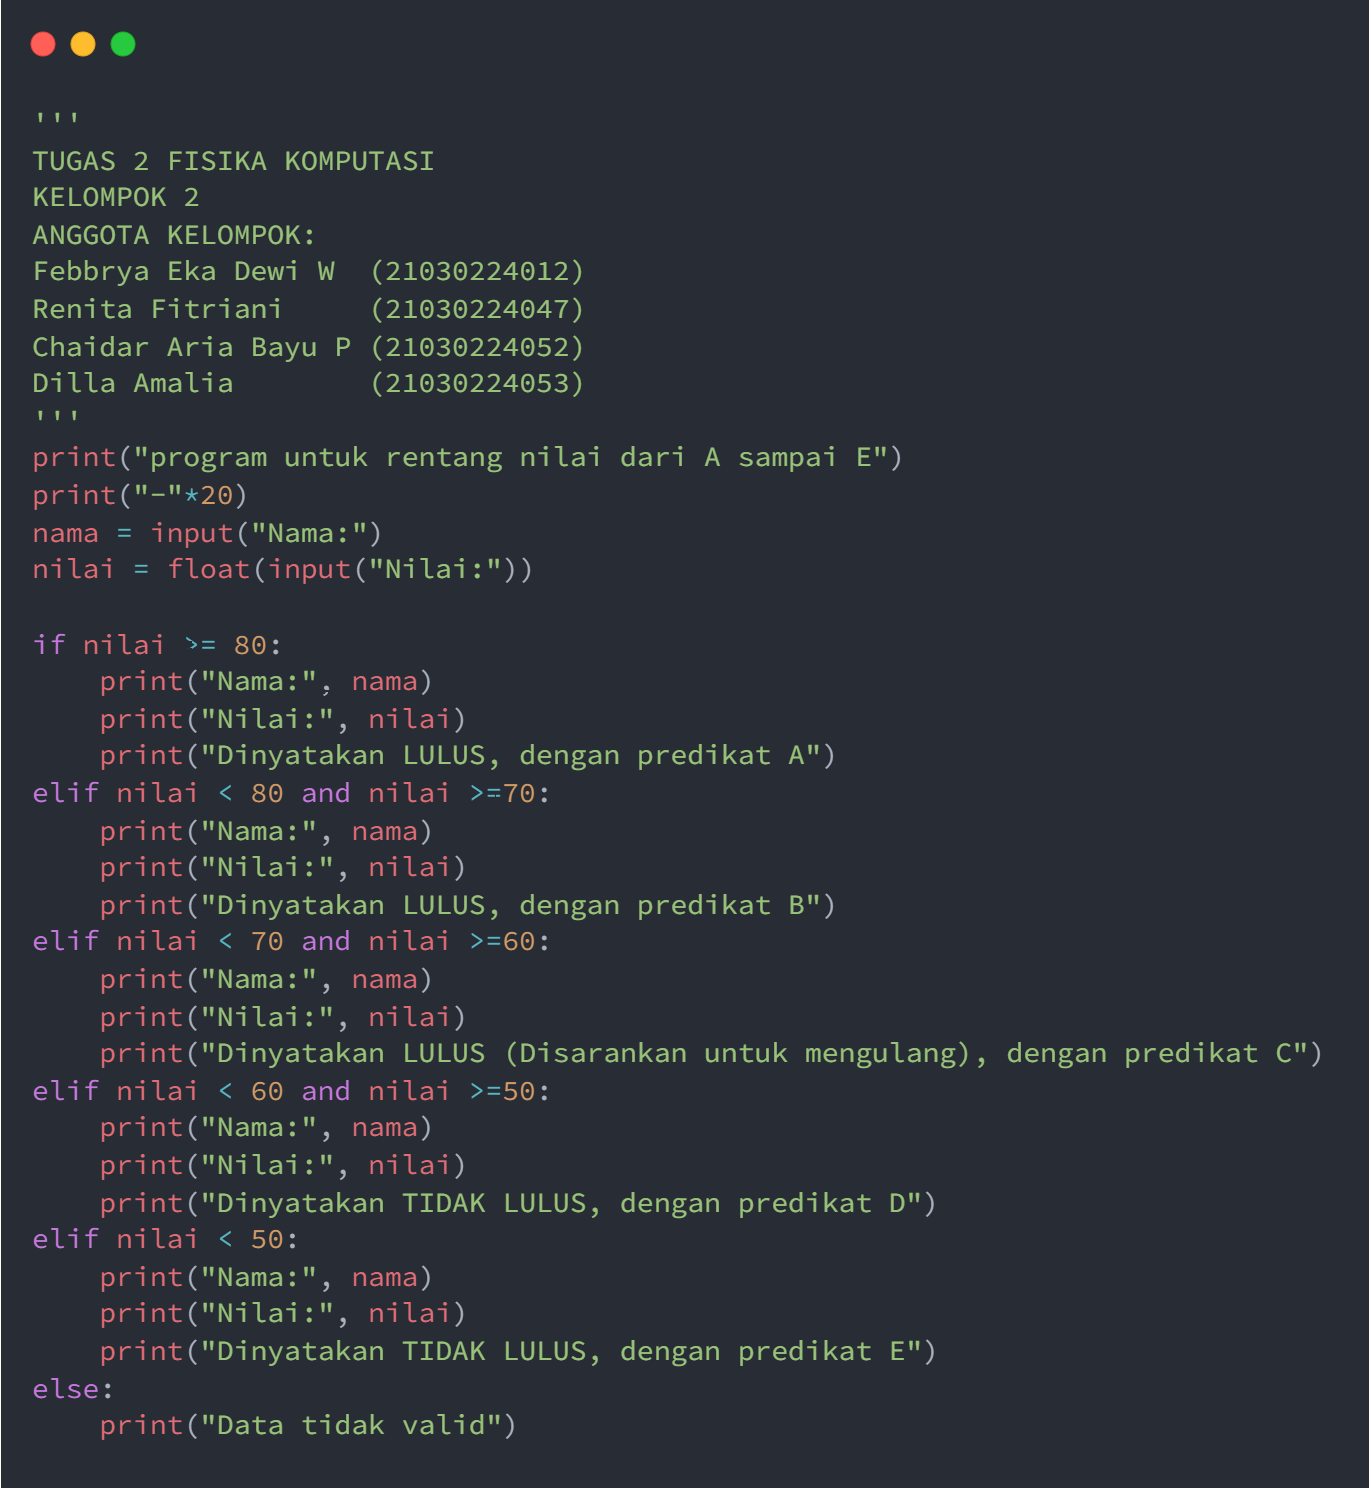 '''
TUGAS 2 FISIKA KOMPUTASI
KELOMPOK 2
ANGGOTA KELOMPOK:
Febbrya Eka Dewi W  (21030224012)
Renita Fitriani     (21030224047)
Chaidar Aria Bayu P (21030224052)
Dilla Amalia        (21030224053)
'''
print("program untuk rentang nilai dari A sampai E")
print("-"*20)
nama = input("Nama:")
nilai = float(input("Nilai:"))

if nilai >= 80:
    print("Nama:", nama)
    print("Nilai:", nilai)
    print("Dinyatakan LULUS, dengan predikat A")
elif nilai < 80 and nilai >=70:
    print("Nama:", nama)
    print("Nilai:", nilai)
    print("Dinyatakan LULUS, dengan predikat B")
elif nilai < 70 and nilai >=60:
    print("Nama:", nama)
    print("Nilai:", nilai)
    print("Dinyatakan LULUS (Disarankan untuk mengulang), dengan predikat C")
elif nilai < 60 and nilai >=50:
    print("Nama:", nama)
    print("Nilai:", nilai)
    print("Dinyatakan TIDAK LULUS, dengan predikat D")
elif nilai < 50:
    print("Nama:", nama)
    print("Nilai:", nilai)
    print("Dinyatakan TIDAK LULUS, dengan predikat E")
else:
    print("Data tidak valid")